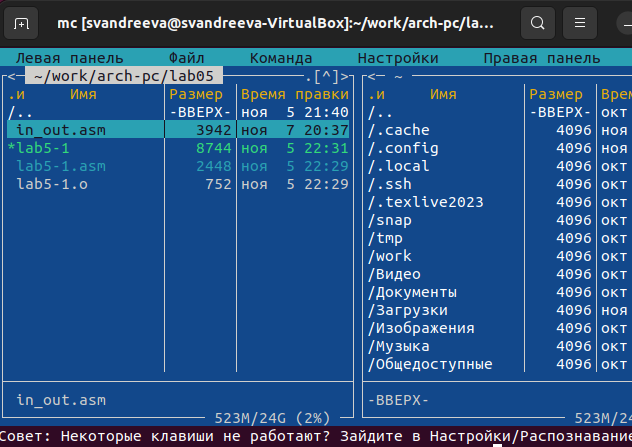 mc [svandreeva@svandreeva-VirtualBox]:~/work/arch-pc/la…
Левая панель Файл Команда Настройки Правая панель
<— ~/work/arch-pc/lab05 .[^]> <— ~
.и Имя Размер Время правки .и Имя Размер Врем
/.. -ВВЕРХ- ноя 5 21:40 /.. -ВВЕРХ- окт
in_out.asm 3942 ноя 7 20:37 /.cache 4096 ноя
*lab5-1 8744 ноя 5 22:31 /.config 4096 ноя
lab5-1.asm 2448 ноя 5 22:29 /.local 4096 окт
lab5-1.o 752 ноя 5 22:29 /.ssh 4096 окт
/.texlive2023 4096 окт
/snap 4096 окт
/tmp 4096 окт
/work 4096 окт
/Видео 4096 окт
/Документы 4096 окт
/Загрузки 4096 ноя
/Изображения 4096 окт
/Музыка 4096 окт
/Общедоступные 4096 окт
in_out.asm -ВВЕРХ-
523M/24G (2%) 523M/24
Совет: Некоторые клавиши не работают? Зайдите в Настройки/Распознавание